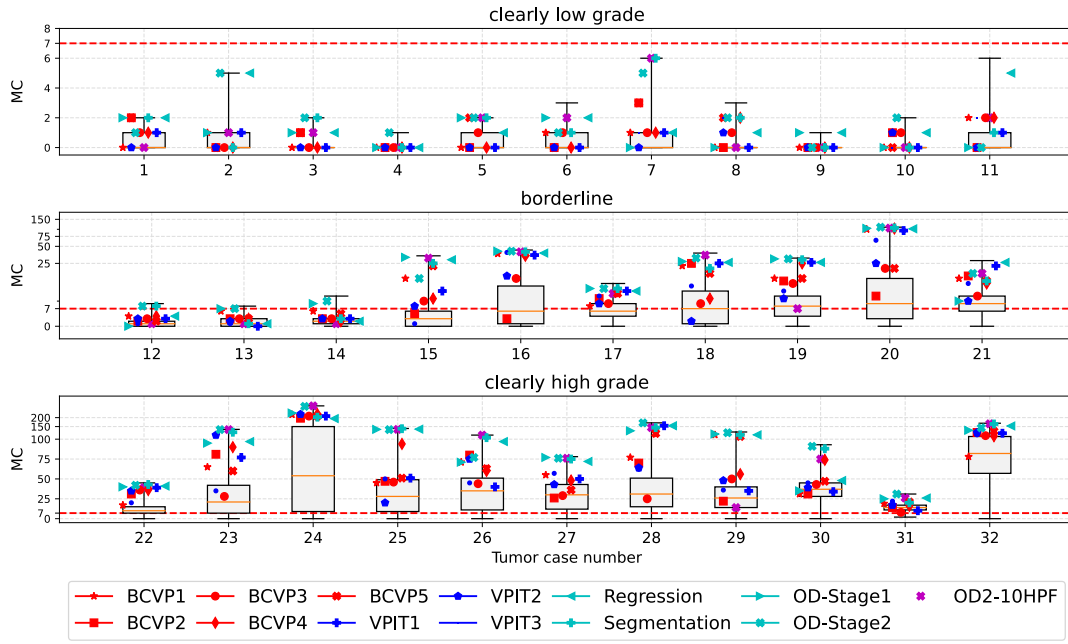 clearly low grade
8
7
6
4
2
0
MC
1 2 3 4 5 6 7 8 9 10 11
borderline
150
75
50
25
7
0
MC
12 13 14 15 16 17 18 19 20 21
clearly high grade
200
150
100
75
50
25
7
0
MC
22 23 24 25 26 27 28 29 30 31 32
Tumor case number
BCVP1 BCVP3 BCVP5 VPIT2 Regression OD-Stage1 OD2-10HPF
BCVP2 BCVP4 VPIT1 VPIT3 Segmentation OD-Stage2